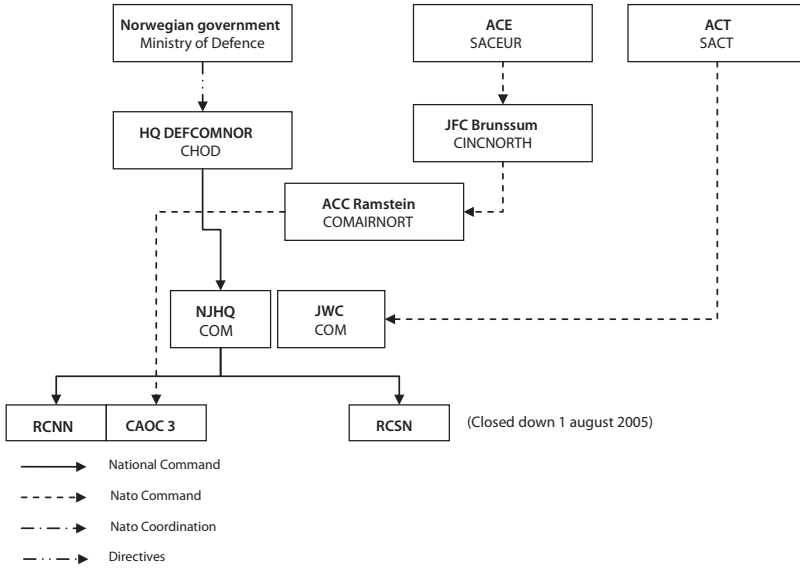 Norwegian government
Ministry of Defence
ACE
SACEUR
ACT
SACT
HQ DEFCOMNOR
CHOD
JFC Brunssum
CINCNORTH
ACC Ramstein
COMAIRNORT
NJHQ
COM
JWC
COM
RCNN
CAOC 3
RCSN
(Closed down 1 august 2005)
National Command
Nato Command
Nato Coordination
Directives